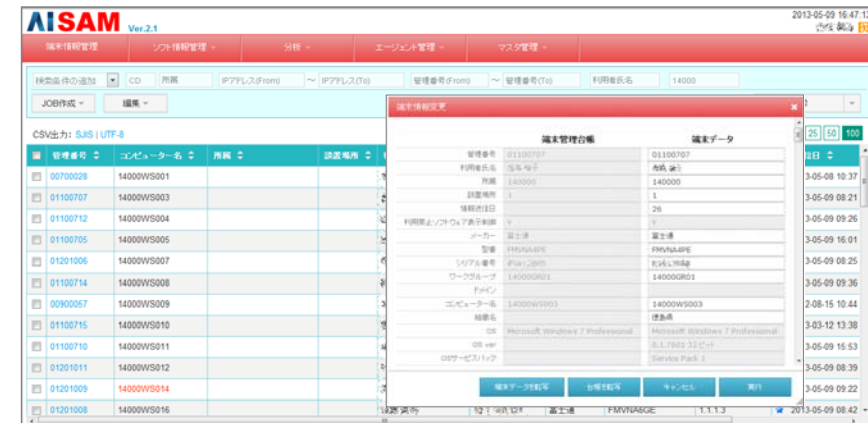 AISAM Ver.2.1
2013-05-09 16:47:13
端末情報管理 ソフト情報管理 分析 エージェント管理 マスタ管理
検索条件の追加 CD 所属 IPアドレス(From) ～ IPアドレス(To) 管理番号(From) ～ 管理番号(To) 利用者氏名 14000
JOB作成 編集
CSV出力: SJIS | UTF-8
25 50 100
管理番号 コンピューター名 所属 設置場所
00700028 14000WS001 3-05-08 10:37
01100707 14000WS003 3-05-09 08:21
01100712 14000WS004 3-05-09 09:26
01100705 14000WS005 3-05-09 16:01
01201006 14000WS007 3-05-09 08:25
01100714 14000WS008 3-05-09 09:36
00900057 14000WS009 2-08-15 10:44
01100715 14000WS010 3-03-12 13:38
01100710 14000WS011 3-05-09 15:53
01201011 14000WS012 3-05-09 08:39
01201009 14000WS014 3-05-09 09:22
01201008 14000WS016 富士通 FMVNA6GE 1.1.1.3 2013-05-09 08:42
端末情報変更
端末管理台帳 端末データ
管理番号 01100707 01100707
利用者氏名
所属 140000 140000
設置場所 1 1
情報送信日 26
利用禁止ソフトウェア表示制御
メーカー 富士通 富士通
型番 FMVNA4PE FMVNA4PE
シリアル番号
ワークグループ 14000GR01 14000GR01
ドメイン
コンピューター名 14000WS003 14000WS003
組織名 徳島県
OS Microsoft Windows 7 Professional Microsoft Windows 7 Professional
OS ver 6.1.7601 32ビット
OSサービスパック Service Pack 1
端末データを転写 台帳を転写 キャンセル 実行